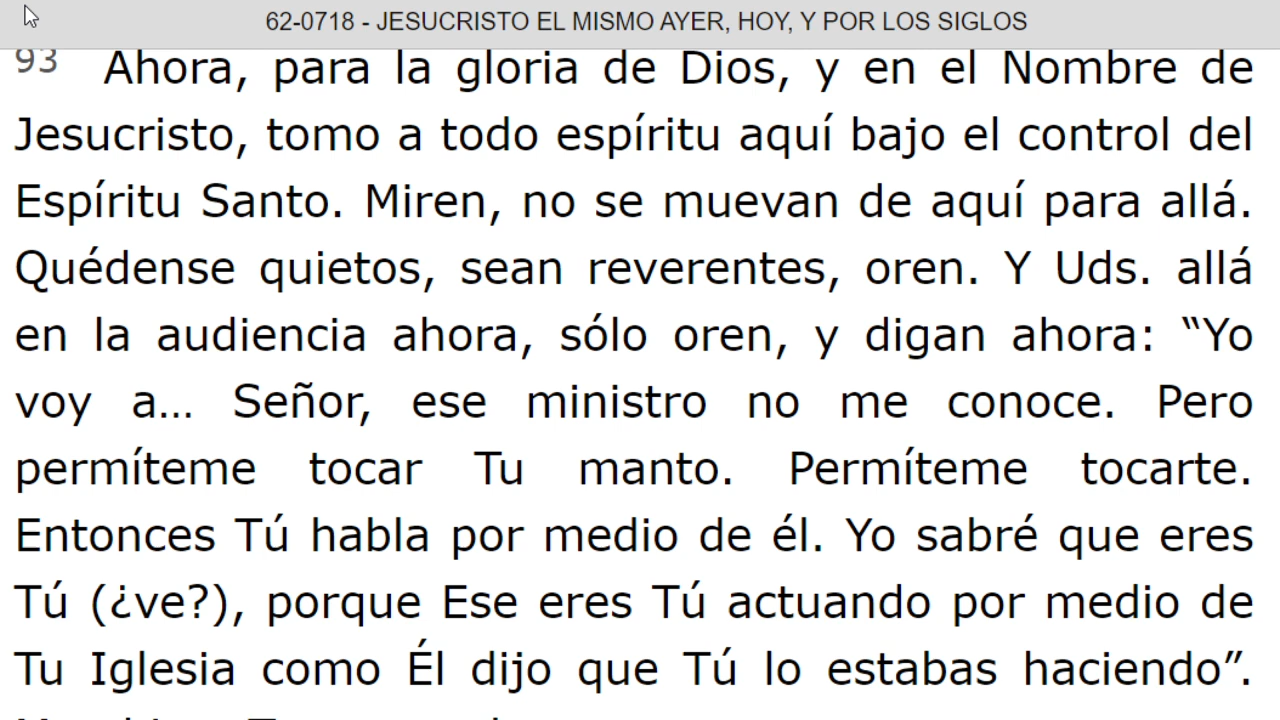 62-0718 - JESUCRISTO EL MISMO AYER, HOY, Y POR LOS SIGLOS
93 Ahora, para la gloria de Dios, y en el Nombre de
Jesucristo, tomo a todo espíritu aquí bajo el control del
Espíritu Santo. Miren, no se muevan de aquí para allá.
Quédense quietos, sean reverentes, oren. Y Uds. allá
en la audiencia ahora, sólo oren, y digan ahora: “Yo
voy a... Señor, ese ministro no me conoce. Pero
permíteme tocar Tu manto. Permíteme tocarte.
Entonces Tú habla por medio de él. Yo sabré que eres
Tú (¿ve?), porque Ese eres Tú actuando por medio de
Tu Iglesia como Él dijo que Tú lo estabas haciendo”.